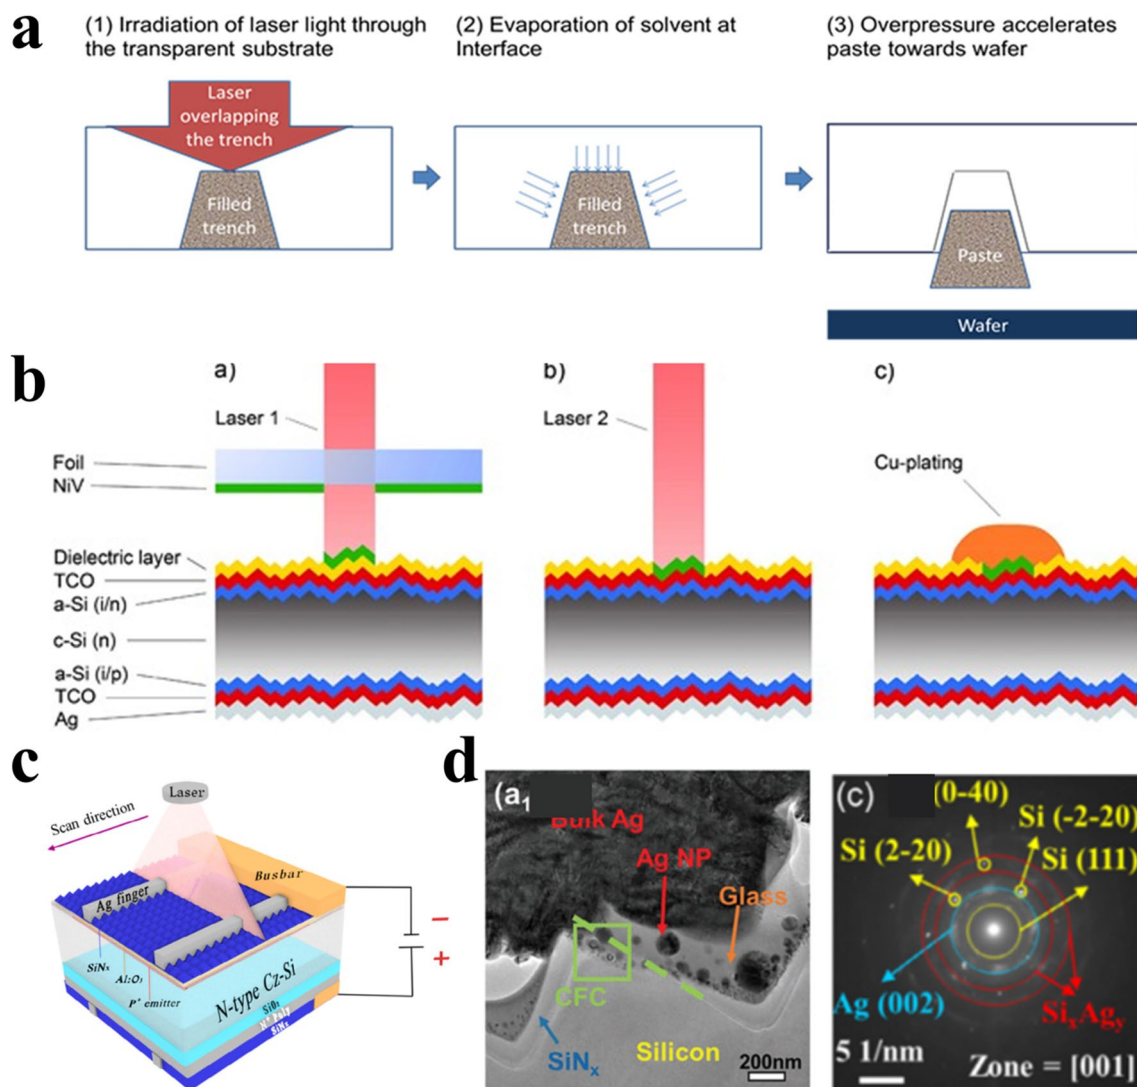 a
(1) Irradiation of laser light through
the transparent substrate
(2) Evaporation of solvent at
Interface
(3) Overpressure accelerates
paste towards wafer
Laser
overlapping
the trench
Filled
trench
Filled
trench
Paste
Wafer
b
a)
b)
c)
Laser 1
Laser 2
Cu-plating
Foil
NiV
Dielectric layer
TCO
a-Si (i/n)
c-Si (n)
a-Si (i/p)
TCO
Ag
c
Laser
Scan direction
Busbar
Ag finger
−
+
SiNₓ
Al₂O₃
P⁺ emitter
N-type Cz-Si
SiO₂
N⁺ Poly
SiNₓ
d
(a₁
Bulk Ag
Ag NP
Glass
CFC
SiNₓ
Silicon
200nm
(c)
(0-40)
Si (-2-20)
Si (2-20)
Si (111)
Ag (002)
SiₓAgᵧ
5 1/nm
Zone = [001]